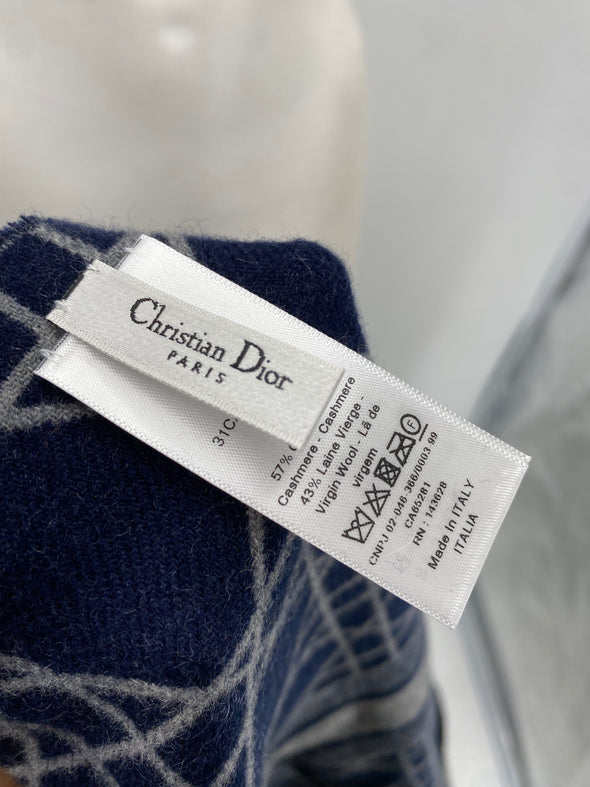 Christian Dior
PARIS
31C
57%
Cashmere - Cashmere
43% Laine Vierge -
Virgin Wool - Lã de
virgem
CNPJ 02 046 366/0003 99
CA65281
RN : 143628
Made in ITALY
ITALIA